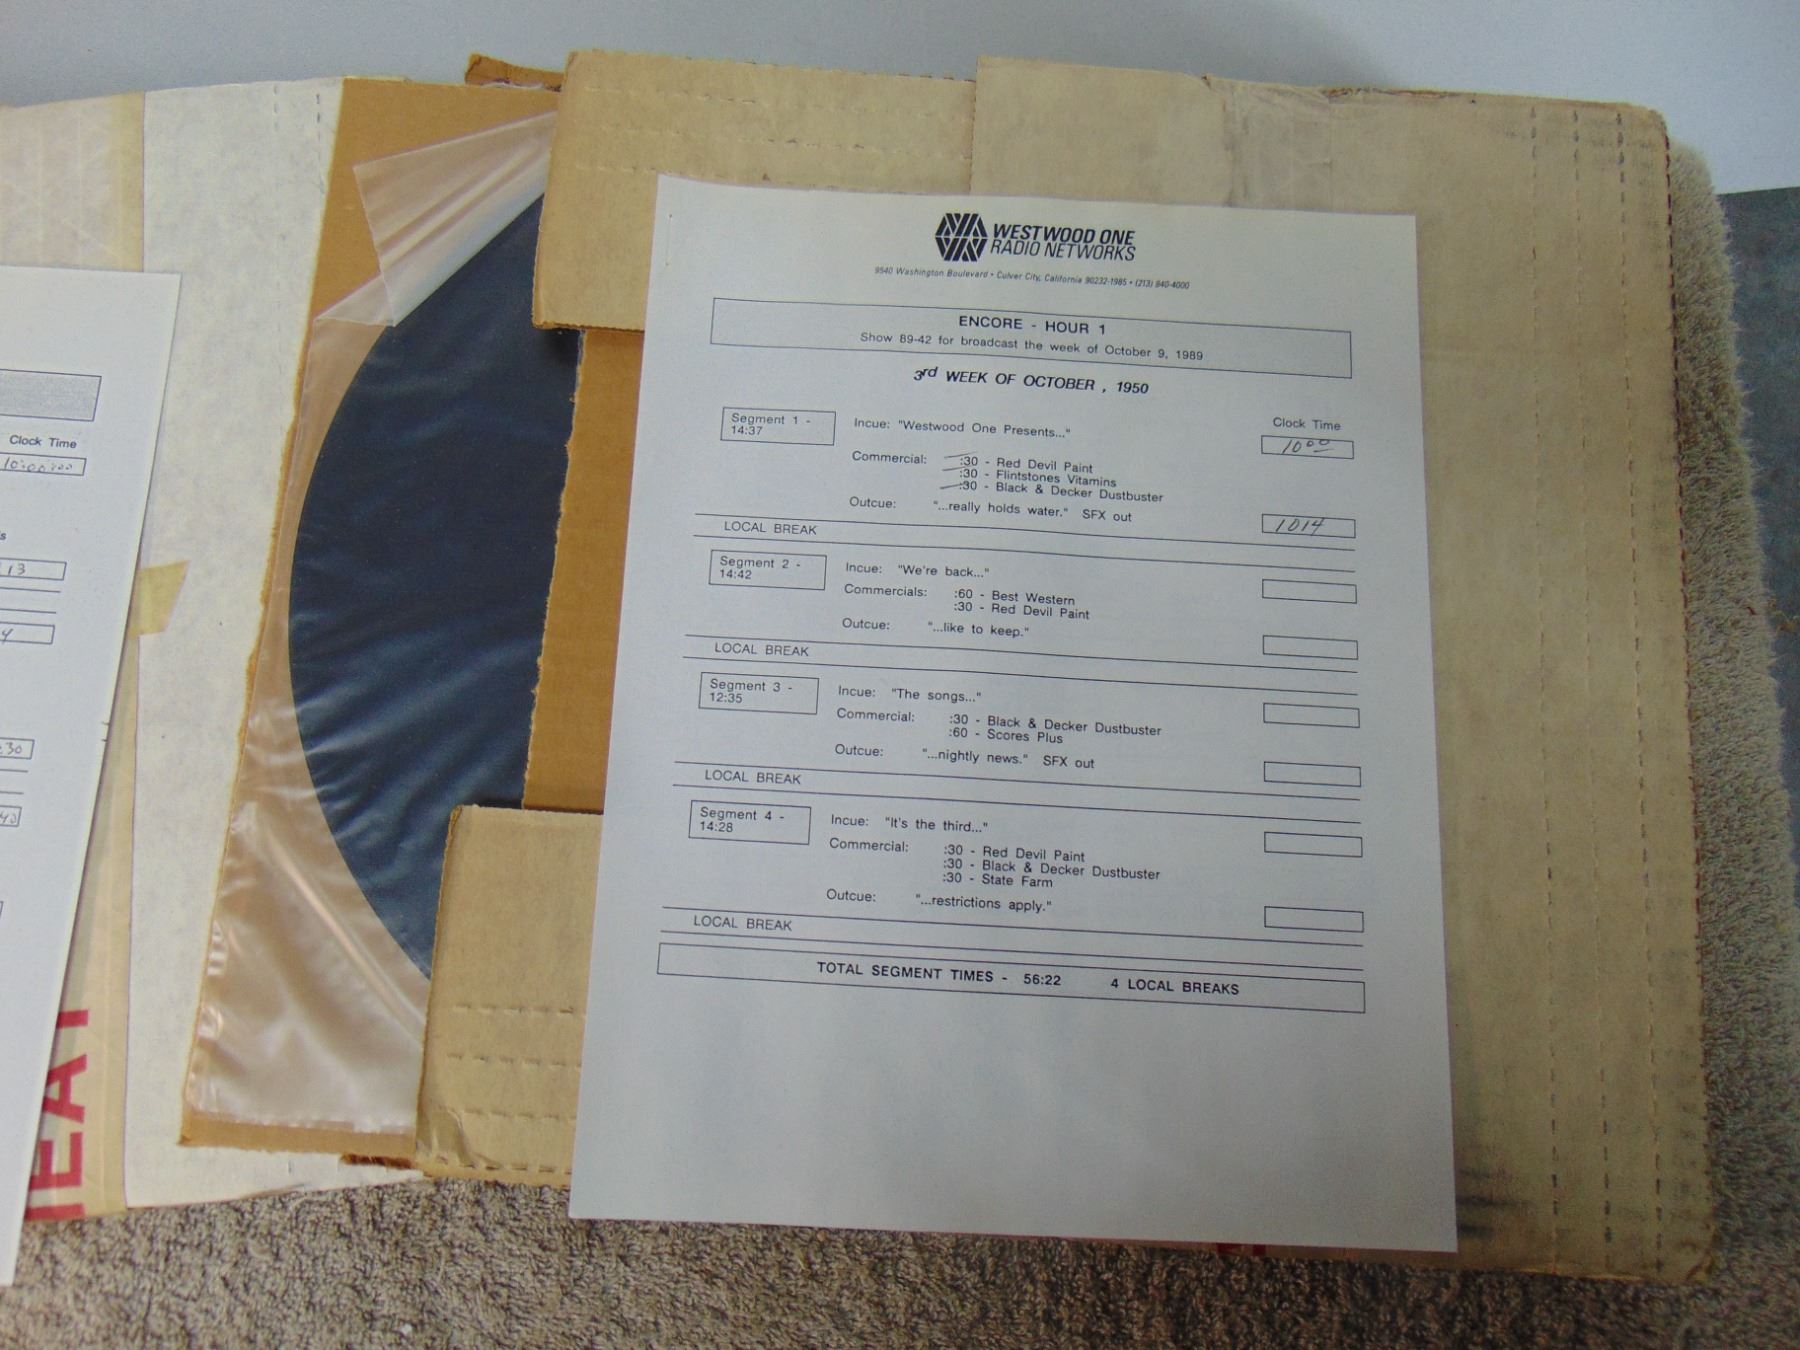 WESTWOOD ONE
RADIO NETWORKS
9540 Washington Boulevard • Culver City, California 90232-1985 • (213) 840-4000
ENCORE - HOUR 1
Show 89-42 for broadcast the week of October 9, 1989
3rd WEEK OF OCTOBER, 1950
Clock Time
Segment 1 -
14:37
Incue: "Westwood One Presents..."
10 00
Commercial: :30 - Red Devil Paint
:30 - Flintstones Vitamins
:30 - Black & Decker Dustbuster
Outcue: "...really holds water." SFX out
1014
LOCAL BREAK
Segment 2 -
14:42
Incue: "We're back..."
Commercials: :60 - Best Western
:30 - Red Devil Paint
Outcue: "...like to keep."
LOCAL BREAK
Segment 3 -
12:35
Incue: "The songs..."
Commercial: :30 - Black & Decker Dustbuster
:60 - Scores Plus
Outcue: "...nightly news." SFX out
LOCAL BREAK
Segment 4 -
14:28
Incue: "It's the third..."
Commercial: :30 - Red Devil Paint
:30 - Black & Decker Dustbuster
:30 - State Farm
Outcue: "...restrictions apply."
LOCAL BREAK
TOTAL SEGMENT TIMES - 56:22 4 LOCAL BREAKS
Clock Time
13
30